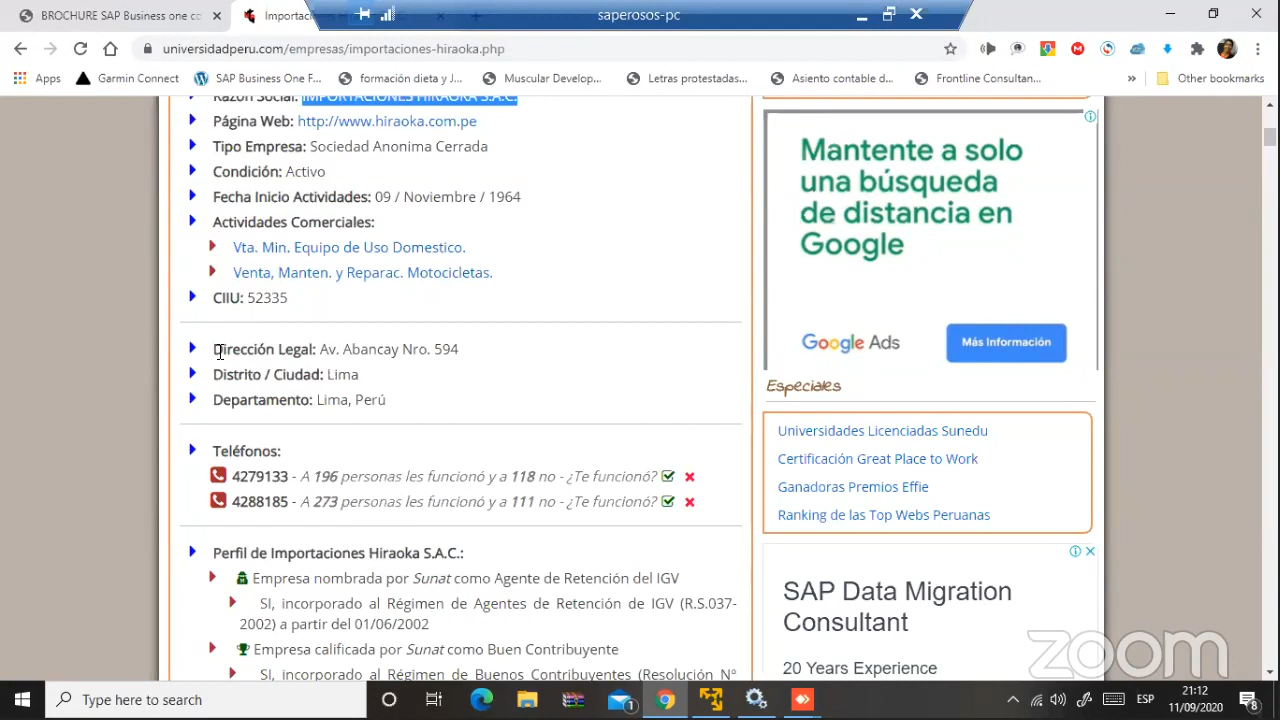 BROCHURE SAP Business one co
Importaci
saperosos-pc
universidadperu.com/empresas/importaciones-hiraoka.php
Apps
Garmin Connect
SAP Business One F...
formación dieta y J...
Muscular Develop...
Letras protestadas...
Asiento contable d...
Frontline Consultan...
»
Other bookmarks
Razón Social: IMPORTACIONES HIRAOKA S.A.C.
Página Web: http://www.hiraoka.com.pe
Tipo Empresa: Sociedad Anonima Cerrada
Condición: Activo
Fecha Inicio Actividades: 09 / Noviembre / 1964
Actividades Comerciales:
Vta. Min. Equipo de Uso Domestico.
Venta, Manten. y Reparac. Motocicletas.
CIIU: 52335
Dirección Legal: Av. Abancay Nro. 594
Distrito / Ciudad: Lima
Departamento: Lima, Perú
Teléfonos:
4279133 - A 196 personas les funcionó y a 118 no - ¿Te funcionó?
4288185 - A 273 personas les funcionó y a 111 no - ¿Te funcionó?
Perfil de Importaciones Hiraoka S.A.C.:
Empresa nombrada por Sunat como Agente de Retención del IGV
SI, incorporado al Régimen de Agentes de Retención de IGV (R.S.037-
2002) a partir del 01/06/2002
Empresa calificada por Sunat como Buen Contribuyente
SI, incorporado al Régimen de Buenos Contribuyentes (Resolución Nº
Mantente a solo
una búsqueda
de distancia en
Google
Google Ads
Más Información
Especiales
Universidades Licenciadas Sunedu
Certificación Great Place to Work
Ganadoras Premios Effie
Ranking de las Top Webs Peruanas
SAP Data Migration
Consultant
20 Years Experience
zoom
Type here to search
1
ESP
21:12
11/09/2020
8